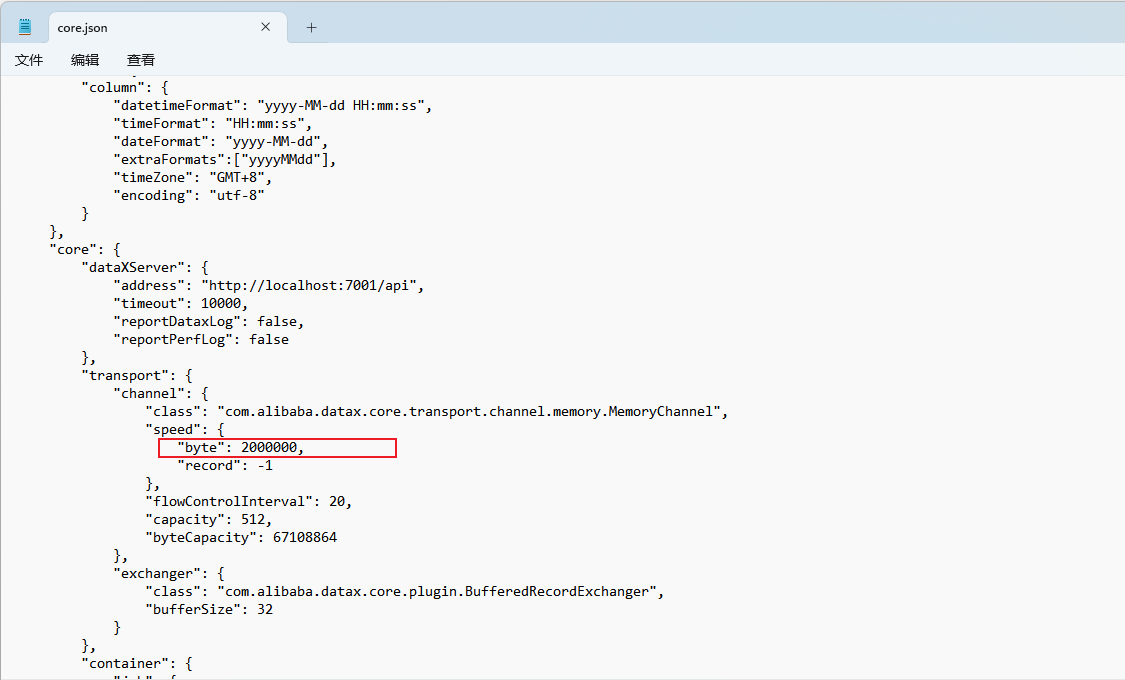 core.json
文件 编辑 查看
"column": {
"datetimeFormat": "yyyy-MM-dd HH:mm:ss",
"timeFormat": "HH:mm:ss",
"dateFormat": "yyyy-MM-dd",
"extraFormats":["yyyyMMdd"],
"timeZone": "GMT+8",
"encoding": "utf-8"
}
},
"core": {
"dataXServer": {
"address": "http://localhost:7001/api",
"timeout": 10000,
"reportDataxLog": false,
"reportPerfLog": false
},
"transport": {
"channel": {
"class": "com.alibaba.datax.core.transport.channel.memory.MemoryChannel",
"speed": {
"byte": 2000000,
"record": -1
},
"flowControlInterval": 20,
"capacity": 512,
"byteCapacity": 67108864
},
"exchanger": {
"class": "com.alibaba.datax.core.plugin.BufferedRecordExchanger",
"bufferSize": 32
}
},
"container": {